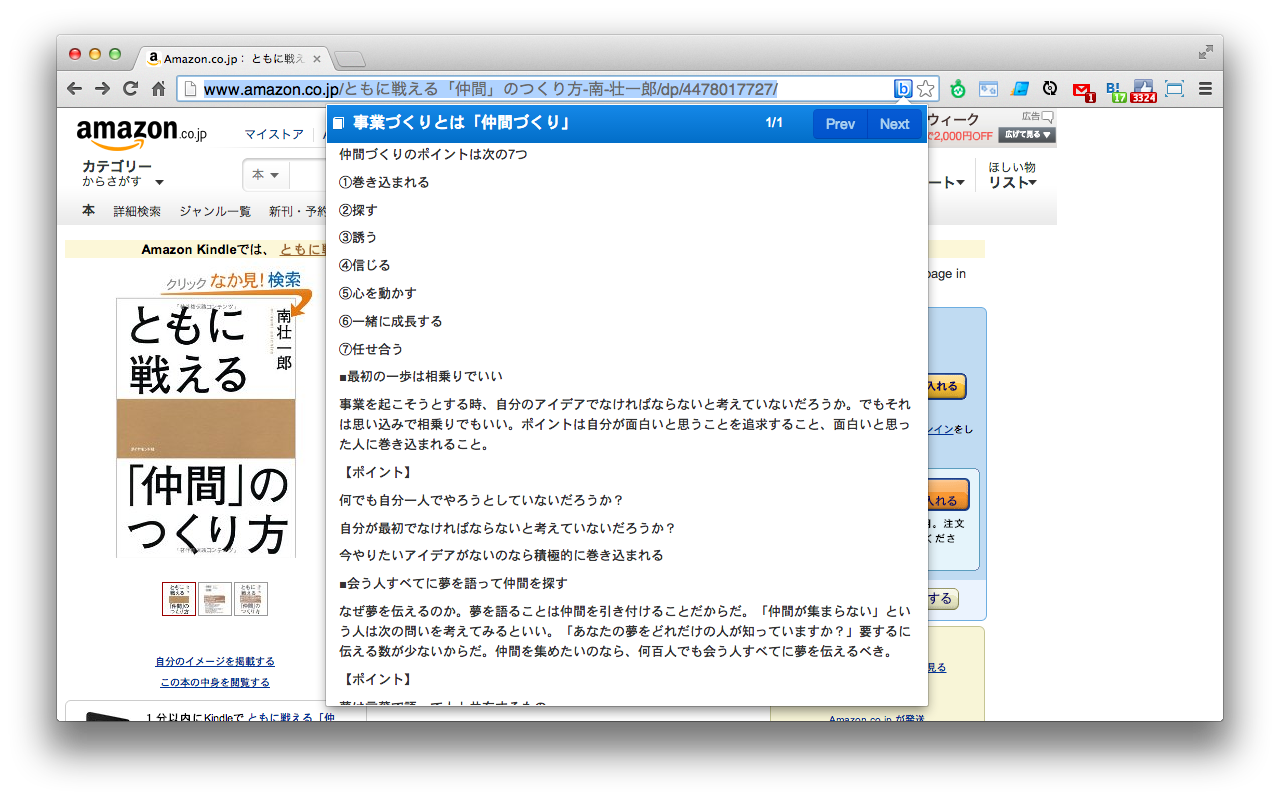 Amazon.co.jp: ともに戦え
www.amazon.co.jp/ともに戦える「仲間」のつくり方-南-壮一郎/dp/4478017727/
1
17
3324
amazon.co.jp
マイストア
カテゴリー
からさがす
本
本
詳細検索
ジャンル一覧
新刊・予約
ウィーク
広告
で2,000円OFF
広げて見る
ート
ほしい物
リスト
事業づくりとは「仲間づくり」
1/1
Prev
Next
仲間づくりのポイントは次の7つ
①巻き込まれる
②探す
③誘う
④信じる
⑤心を動かす
⑥一緒に成長する
⑦任せ合う
■最初の一歩は相乗りでいい
事業を起こそうとする時、自分のアイデアでなければならないと考えていないだろうか。でもそれ
は思い込みで相乗りでもいい。ポイントは自分が面白いと思うことを追求すること、面白いと思っ
た人に巻き込まれること。
【ポイント】
何でも自分一人でやろうとしていないだろうか？
自分が最初でなければならないと考えていないだろうか？
今やりたいアイデアがないのなら積極的に巻き込まれる
■会う人すべてに夢を語って仲間を探す
なぜ夢を伝えるのか。夢を語ることは仲間を引き付けることだからだ。「仲間が集まらない」とい
う人は次の問いを考えてみるといい。「あなたの夢をどれだけの人が知っていますか？」要するに
伝える数が少ないからだ。仲間を集めたいのなら、何百人でも会う人すべてに夢を伝えるべき。
【ポイント】
Amazon Kindleでは、 ともに
クリック なか見!検索
ともに
戦える
南壮一郎
ダイヤモンド社
「仲間」の
つくり方
自分のイメージを掲載する
この本の中身を閲覧する
1 分以内にKindleで ともに戦える「仲
page in
入れる
インをし
入れる
注文
くださ
する
見る
Amazon.co.jp が発送